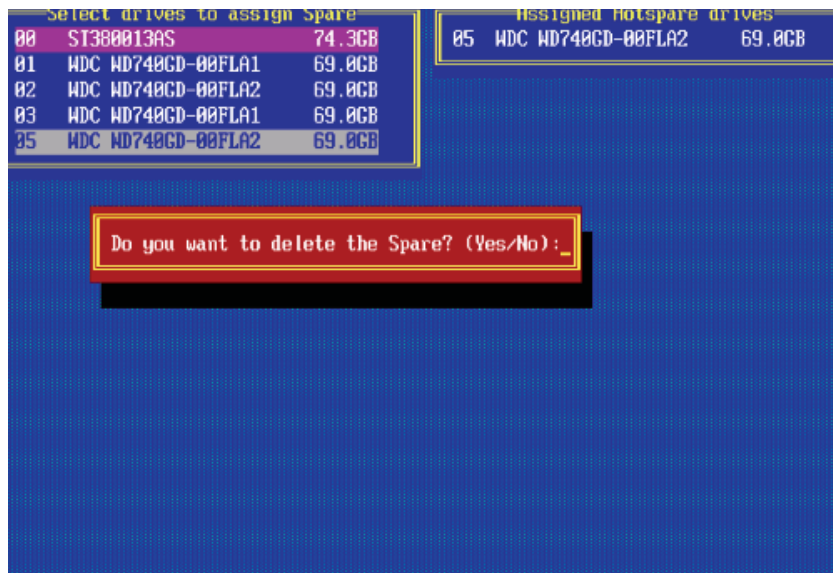 Select drives to assign Spare
00 ST380013AS 74.3GB
01 WDC WD740GD-00FLA1 69.0GB
02 WDC WD740GD-00FLA2 69.0GB
03 WDC WD740GD-00FLA1 69.0GB
05 WDC WD740GD-00FLA2 69.0GB
Assigned Hotspare drives
05 WDC WD740GD-00FLA2 69.0GB
Do you want to delete the Spare? (Yes/No):_